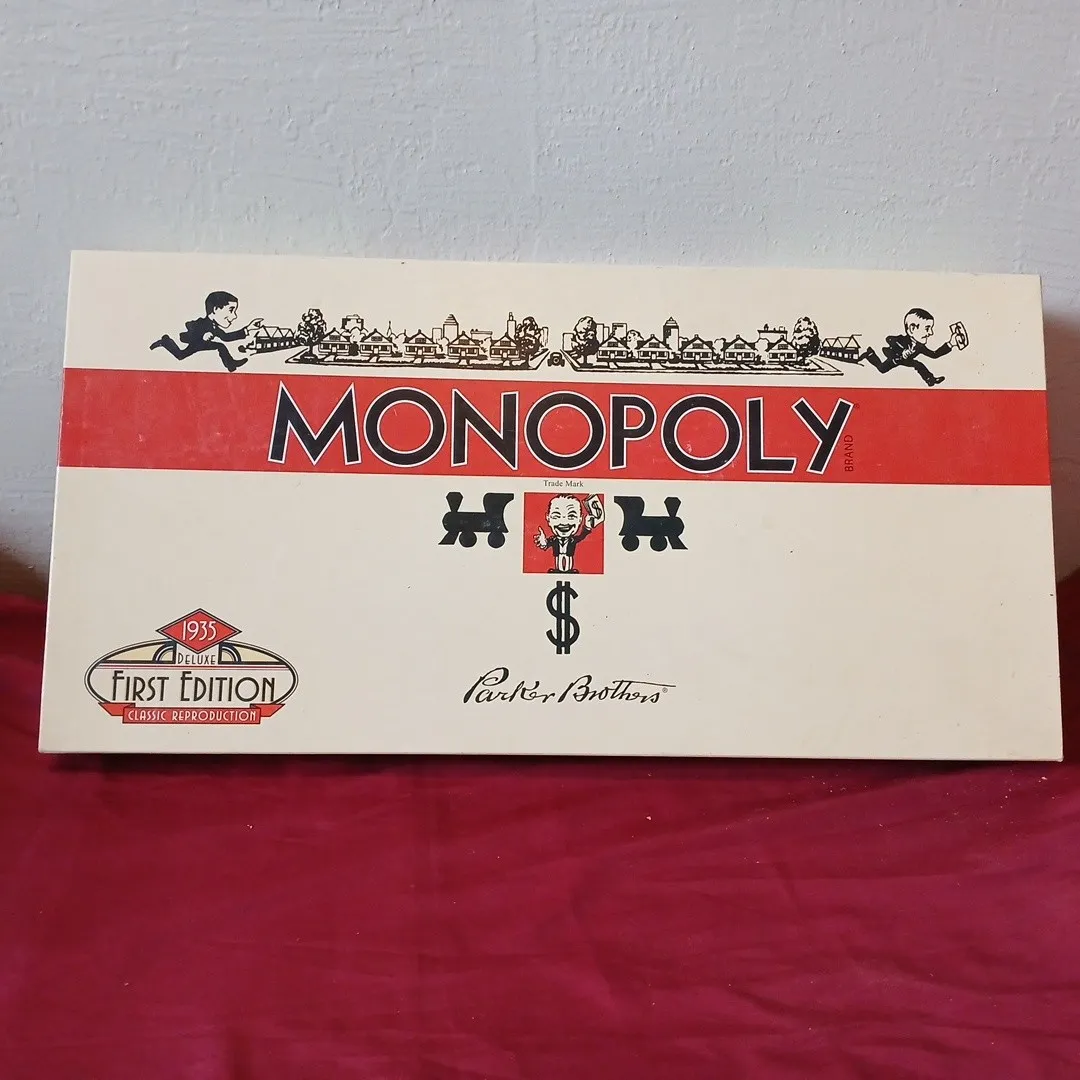 MONOPOLY®
BRAND
Trade Mark
$
Parker Brothers®
1935
DELUXE
FIRST EDITION
CLASSIC REPRODUCTION